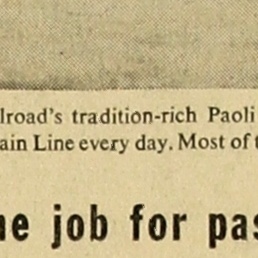 lroad's tradition-rich Paoli
ain Line every day. Most of t
ne job for pas